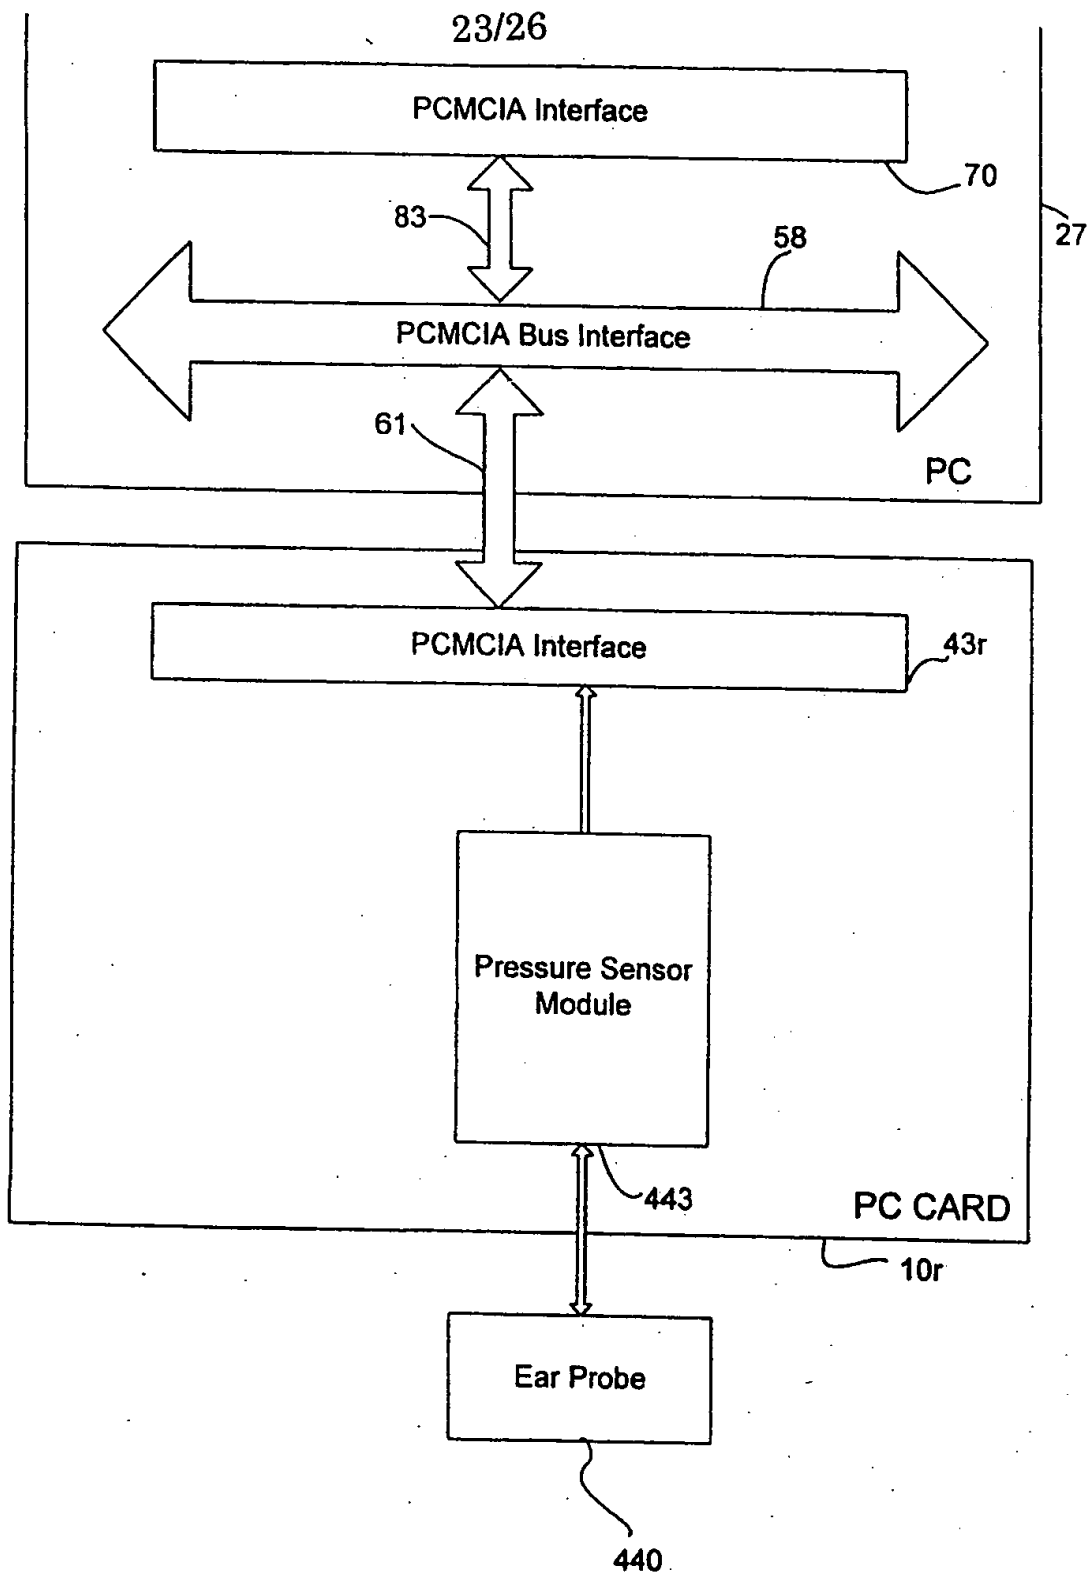 23/26
PCMCIA Interface
70
83
27
58
PCMCIA Bus Interface
61
PC
PCMCIA Interface
43r
Pressure Sensor
Module
443
PC CARD
10r
Ear Probe
440